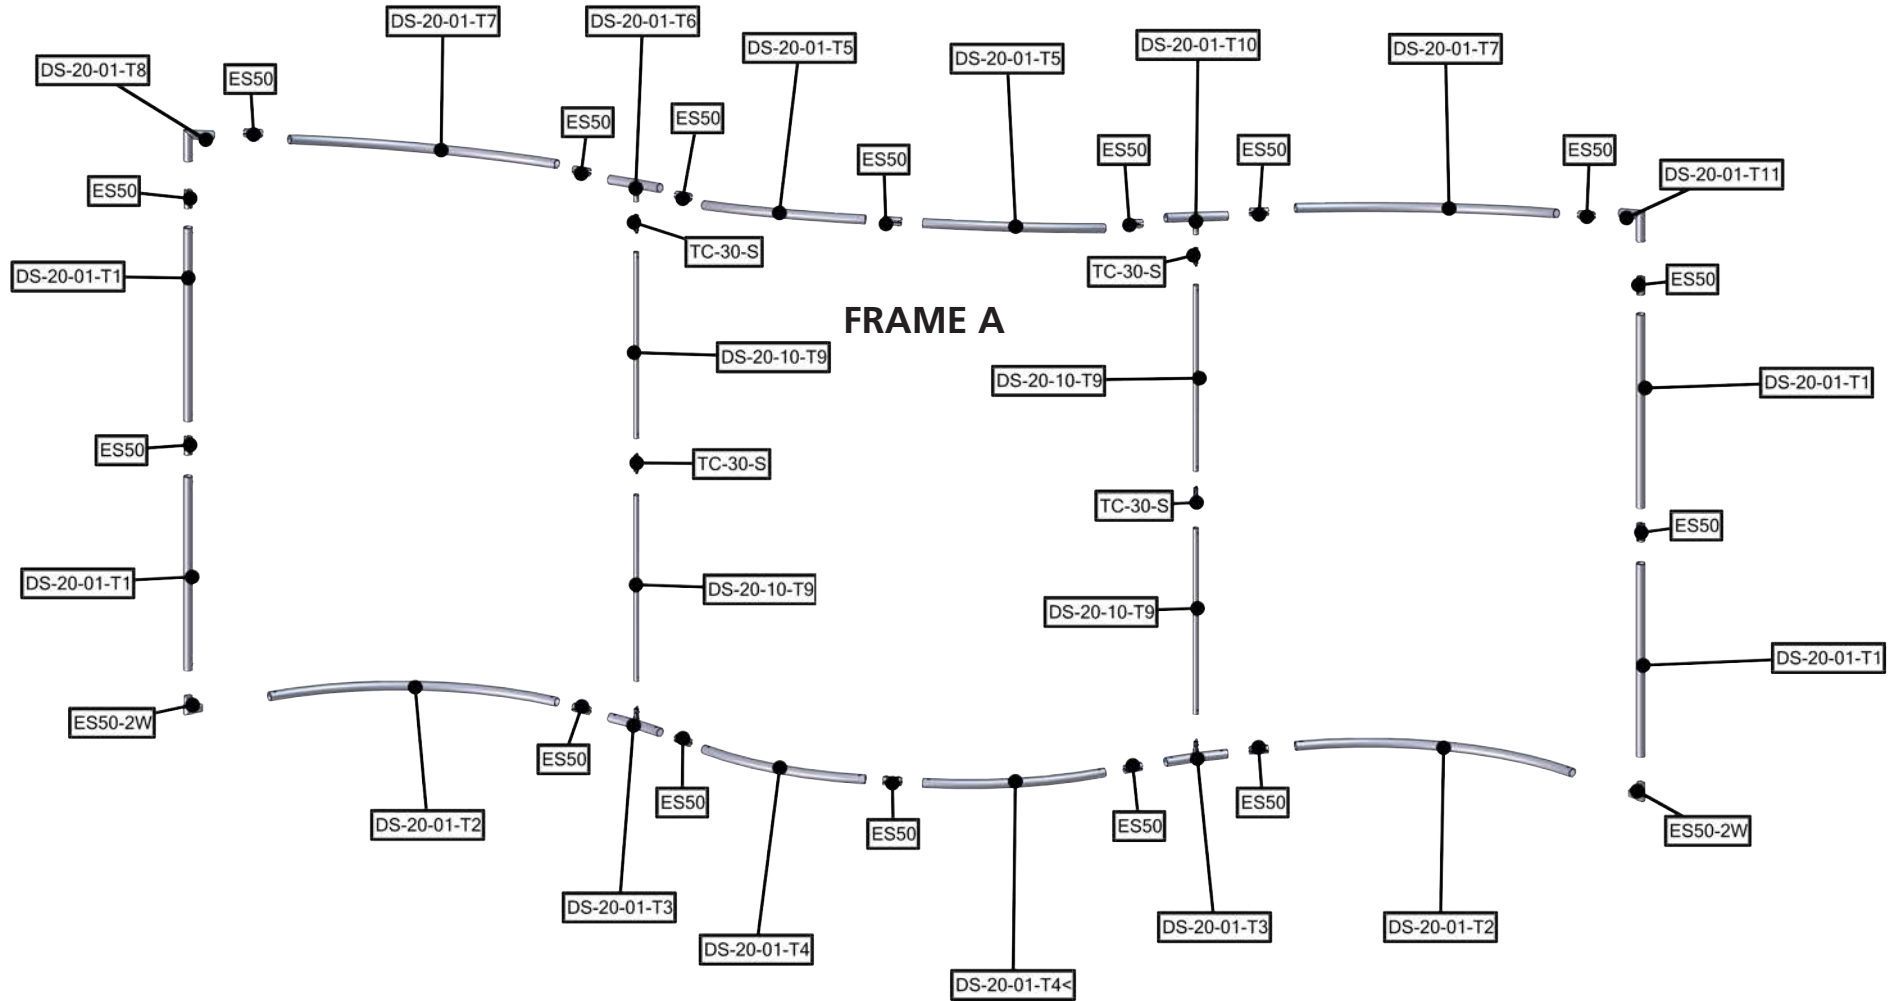 DS-20-01-T7
DS-20-01-T6
DS-20-01-T5
DS-20-01-T5
DS-20-01-T10
DS-20-01-T7
DS-20-01-T8
ES50
ES50
ES50
ES50
ES50
ES50
ES50
DS-20-01-T11
ES50
TC-30-S
TC-30-S
DS-20-01-T1
ES50
FRAME A
DS-20-10-T9
DS-20-10-T9
DS-20-01-T1
ES50
TC-30-S
TC-30-S
ES50
DS-20-01-T1
DS-20-10-T9
DS-20-10-T9
DS-20-01-T1
ES50-2W
ES50
ES50
ES50
ES50
ES50
ES50-2W
DS-20-01-T2
DS-20-01-T3
DS-20-01-T4
DS-20-01-T4<
DS-20-01-T3
DS-20-01-T2